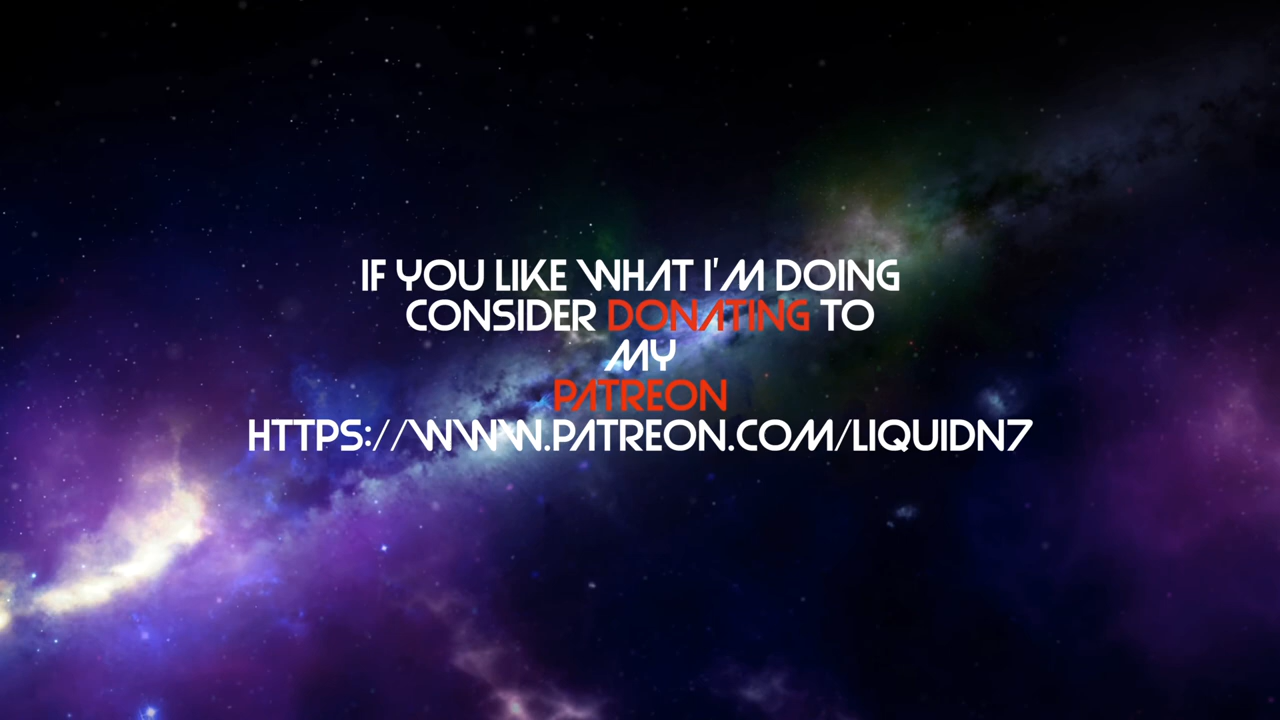 IF YOU LIKE WHAT I'M DOING
CONSIDER DONATING TO
MY
PATREON
HTTPS://WWW.PATREON.COM/LIQUIDN7